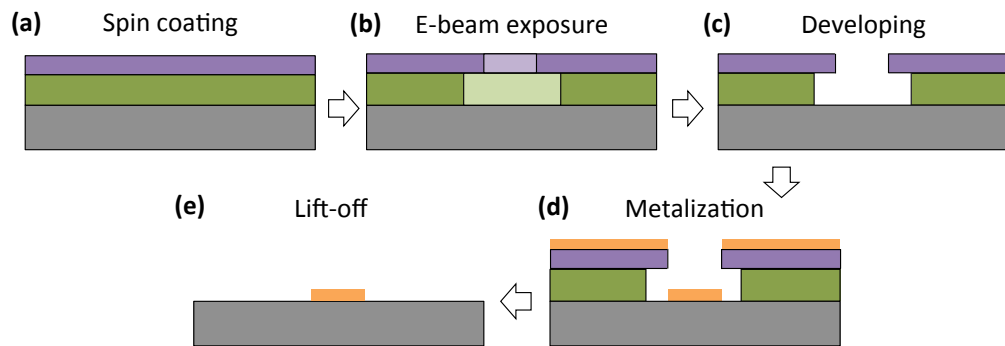 (a) Spin coating
(b) E-beam exposure
(c) Developing
(e) Lift-off
(d) Metalization